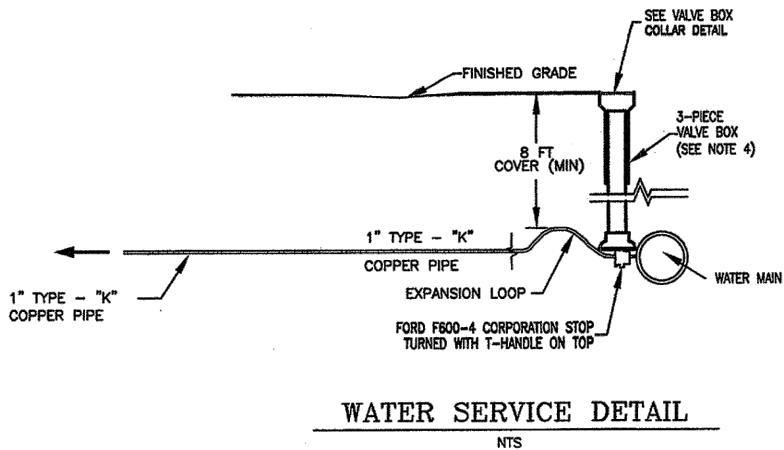 SEE VALVE BOX
COLLAR DETAIL
FINISHED GRADE
3-PIECE
VALVE BOX
(SEE NOTE 4)
8 FT
COVER (MIN)
1" TYPE - "K"
COPPER PIPE
EXPANSION LOOP
WATER MAIN
1" TYPE - "K"
COPPER PIPE
FORD F600-4 CORPORATION STOP
TURNED WITH T-HANDLE ON TOP
WATER SERVICE DETAIL
NTS